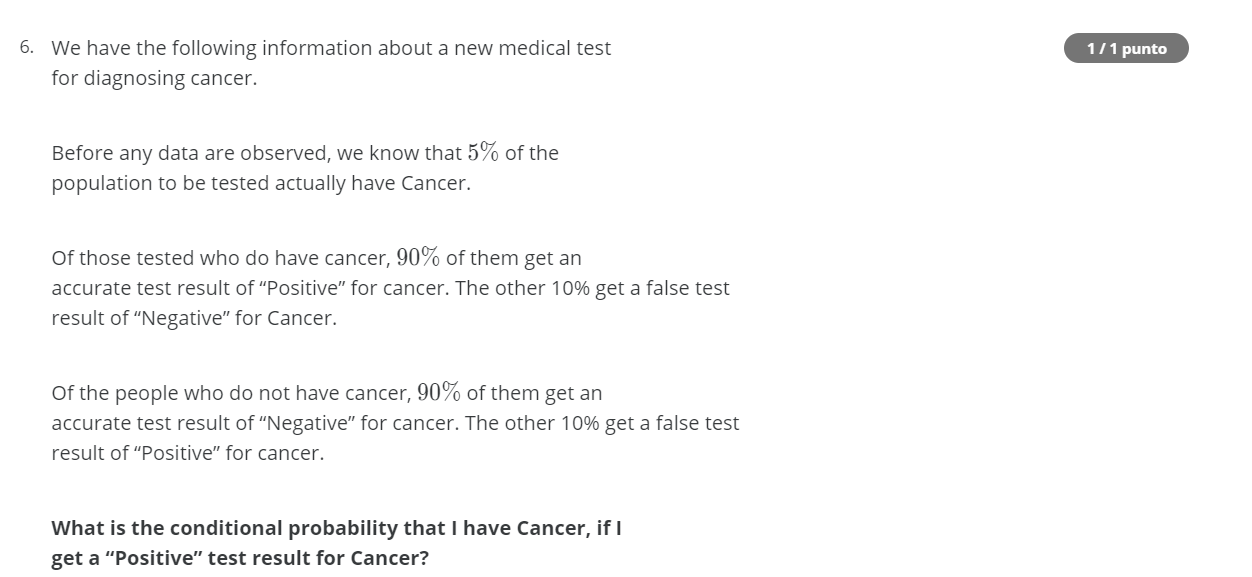 6. We have the following information about a new medical test
1 / 1 punto
for diagnosing cancer.
Before any data are observed, we know that 5% of the
population to be tested actually have Cancer.
Of those tested who do have cancer, 90% of them get an
accurate test result of “Positive” for cancer. The other 10% get a false test
result of “Negative” for Cancer.
Of the people who do not have cancer, 90% of them get an
accurate test result of “Negative” for cancer. The other 10% get a false test
result of “Positive” for cancer.
What is the conditional probability that I have Cancer, if I
get a “Positive” test result for Cancer?